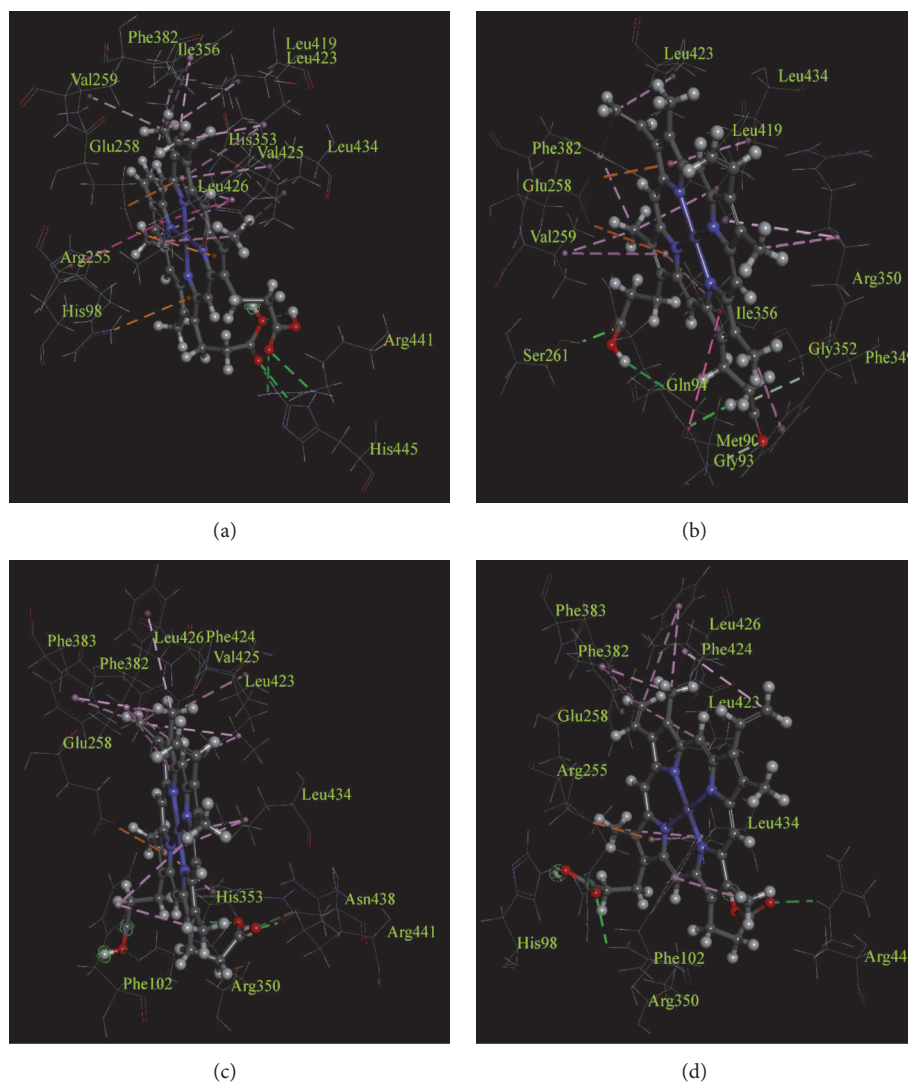 Phe382
Ile356
Leu419
Leu423
Val259
Glu258
His353
Val425
Leu434
Leu426
Arg255
His98
Arg441
His445
(a)
Leu423
Leu434
Leu419
Phe382
Glu258
Val259
Arg350
Ile356
Ser261
Gly352
Phe349
Gln94
Met90
Gly93
(b)
Leu426
Phe424
Phe383
Phe382
Val425
Leu423
Glu258
Leu434
His353
Asn438
Arg441
Phe102
Arg350
(c)
Phe383
Leu426
Phe382
Phe424
Glu258
Leu423
Arg255
Leu434
His98
Phe102
Arg44
Arg350
(d)